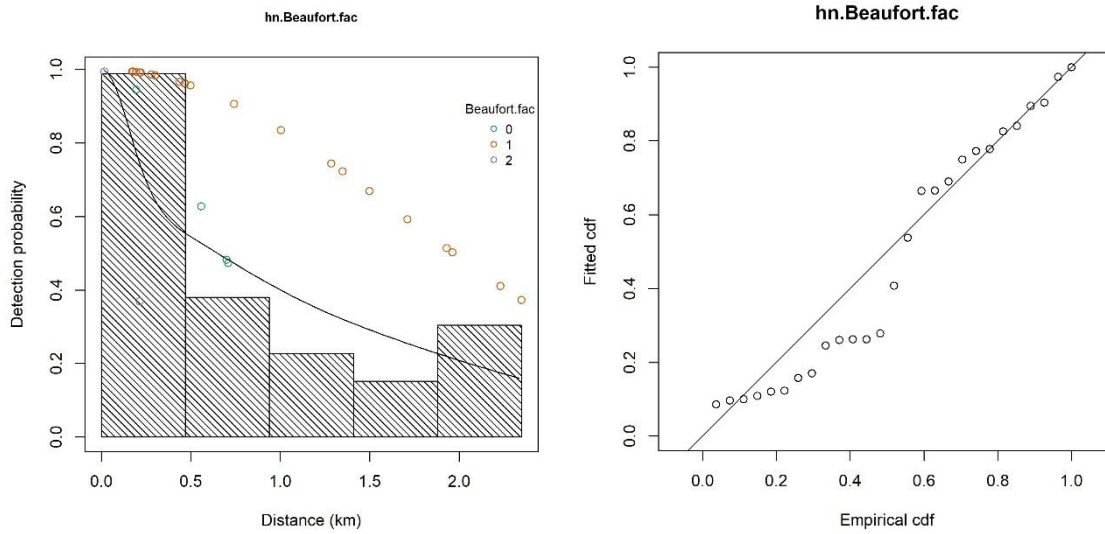 hn.Beaufort.fac
Detection probability
1.0
0.8
0.6
0.4
0.2
0.0
Beaufort.fac
0
1
2
0.0 0.5 1.0 1.5 2.0
Distance (km)
hn.Beaufort.fac
Fitted cdf
1.0
0.8
0.6
0.4
0.2
0.0
0.0 0.2 0.4 0.6 0.8 1.0
Empirical cdf